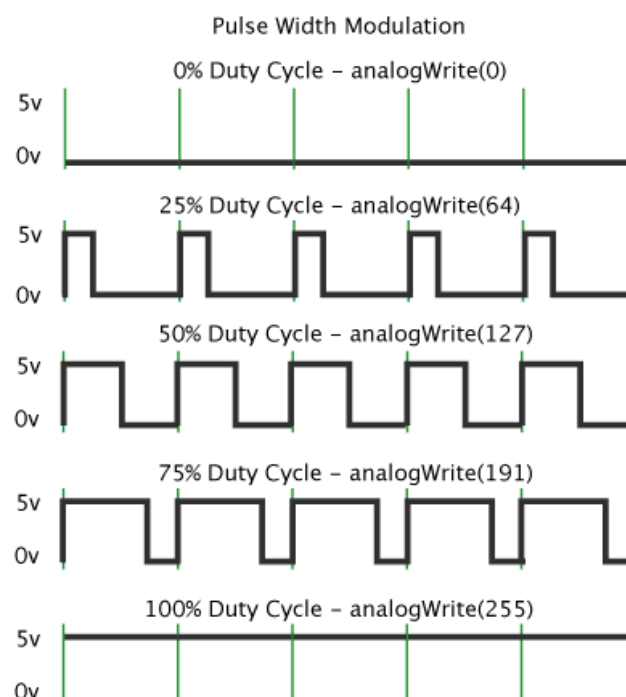 Pulse Width Modulation
0% Duty Cycle – analogWrite(0)
5v
0v
25% Duty Cycle – analogWrite(64)
5v
0v
50% Duty Cycle – analogWrite(127)
5v
0v
75% Duty Cycle – analogWrite(191)
5v
0v
100% Duty Cycle – analogWrite(255)
5v
0v